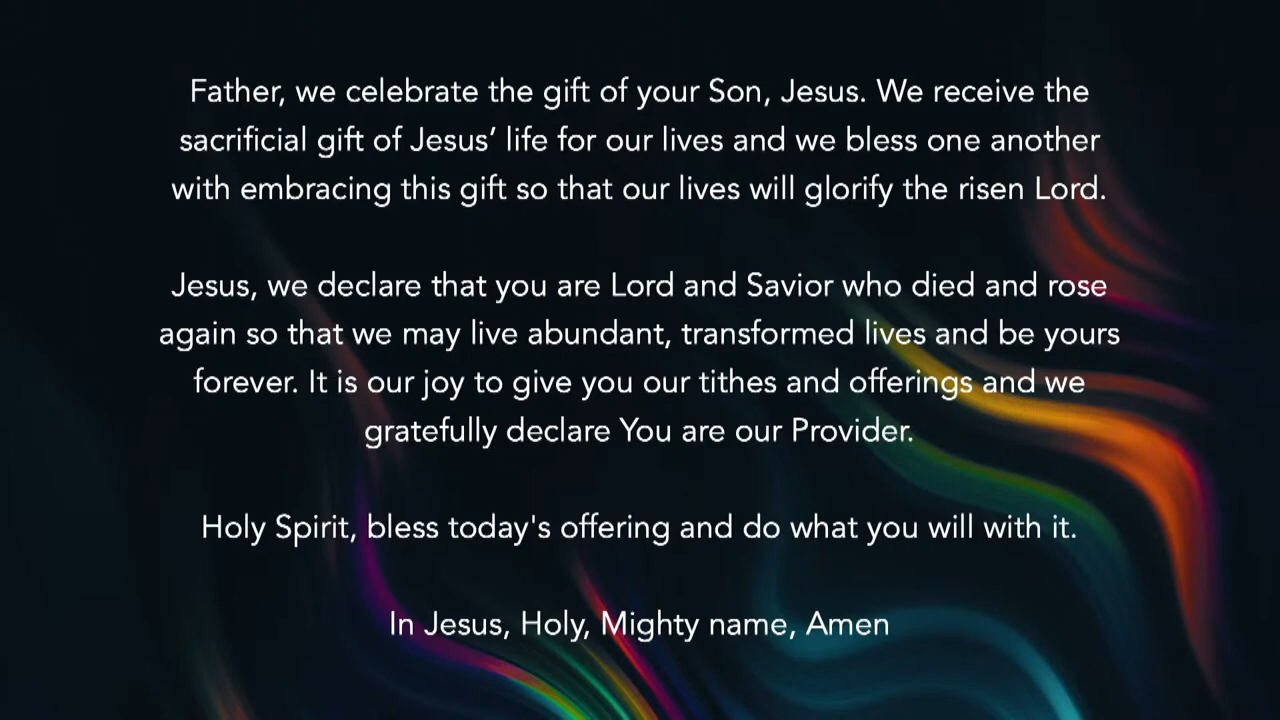 Father, we celebrate the gift of your Son, Jesus. We receive the
sacrificial gift of Jesus’ life for our lives and we bless one another
with embracing this gift so that our lives will glorify the risen Lord.
Jesus, we declare that you are Lord and Savior who died and rose
again so that we may live abundant, transformed lives and be yours
forever. It is our joy to give you our tithes and offerings and we
gratefully declare You are our Provider.
Holy Spirit, bless today's offering and do what you will with it.
In Jesus, Holy, Mighty name, Amen